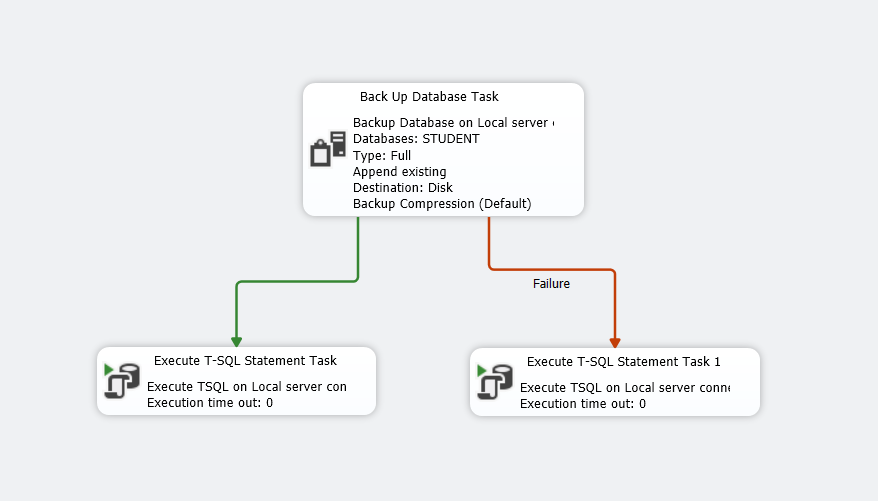 Back Up Database Task
Backup Database on Local server
Databases: STUDENT
Type: Full
Append existing
Destination: Disk
Backup Compression (Default)
Failure
Execute T-SQL Statement Task
Execute TSQL on Local server con
Execution time out: 0
Execute T-SQL Statement Task 1
Execute TSQL on Local server conne
Execution time out: 0